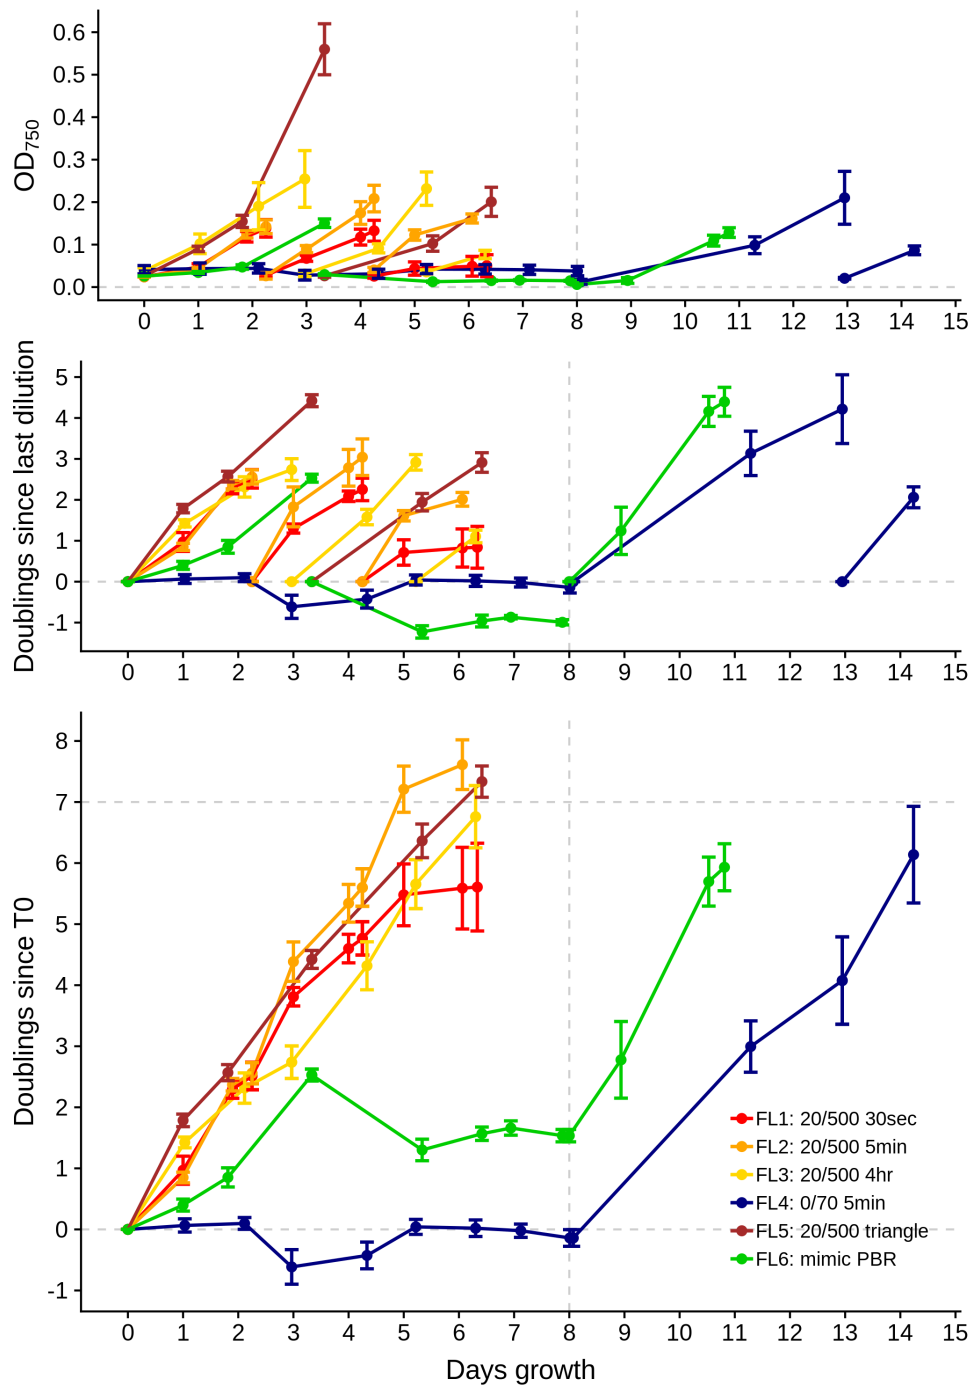 OD750
0.6
0.5
0.4
0.3
0.2
0.1
0.0
0 1 2 3 4 5 6 7 8 9 10 11 12 13 14 15
Doublings since last dilution
5
4
3
2
1
0
-1
0 1 2 3 4 5 6 7 8 9 10 11 12 13 14 15
Doublings since T0
8
7
6
5
4
3
2
1
0
-1
FL1: 20/500 30sec
FL2: 20/500 5min
FL3: 20/500 4hr
FL4: 0/70 5min
FL5: 20/500 triangle
FL6: mimic PBR
0 1 2 3 4 5 6 7 8 9 10 11 12 13 14 15
Days growth